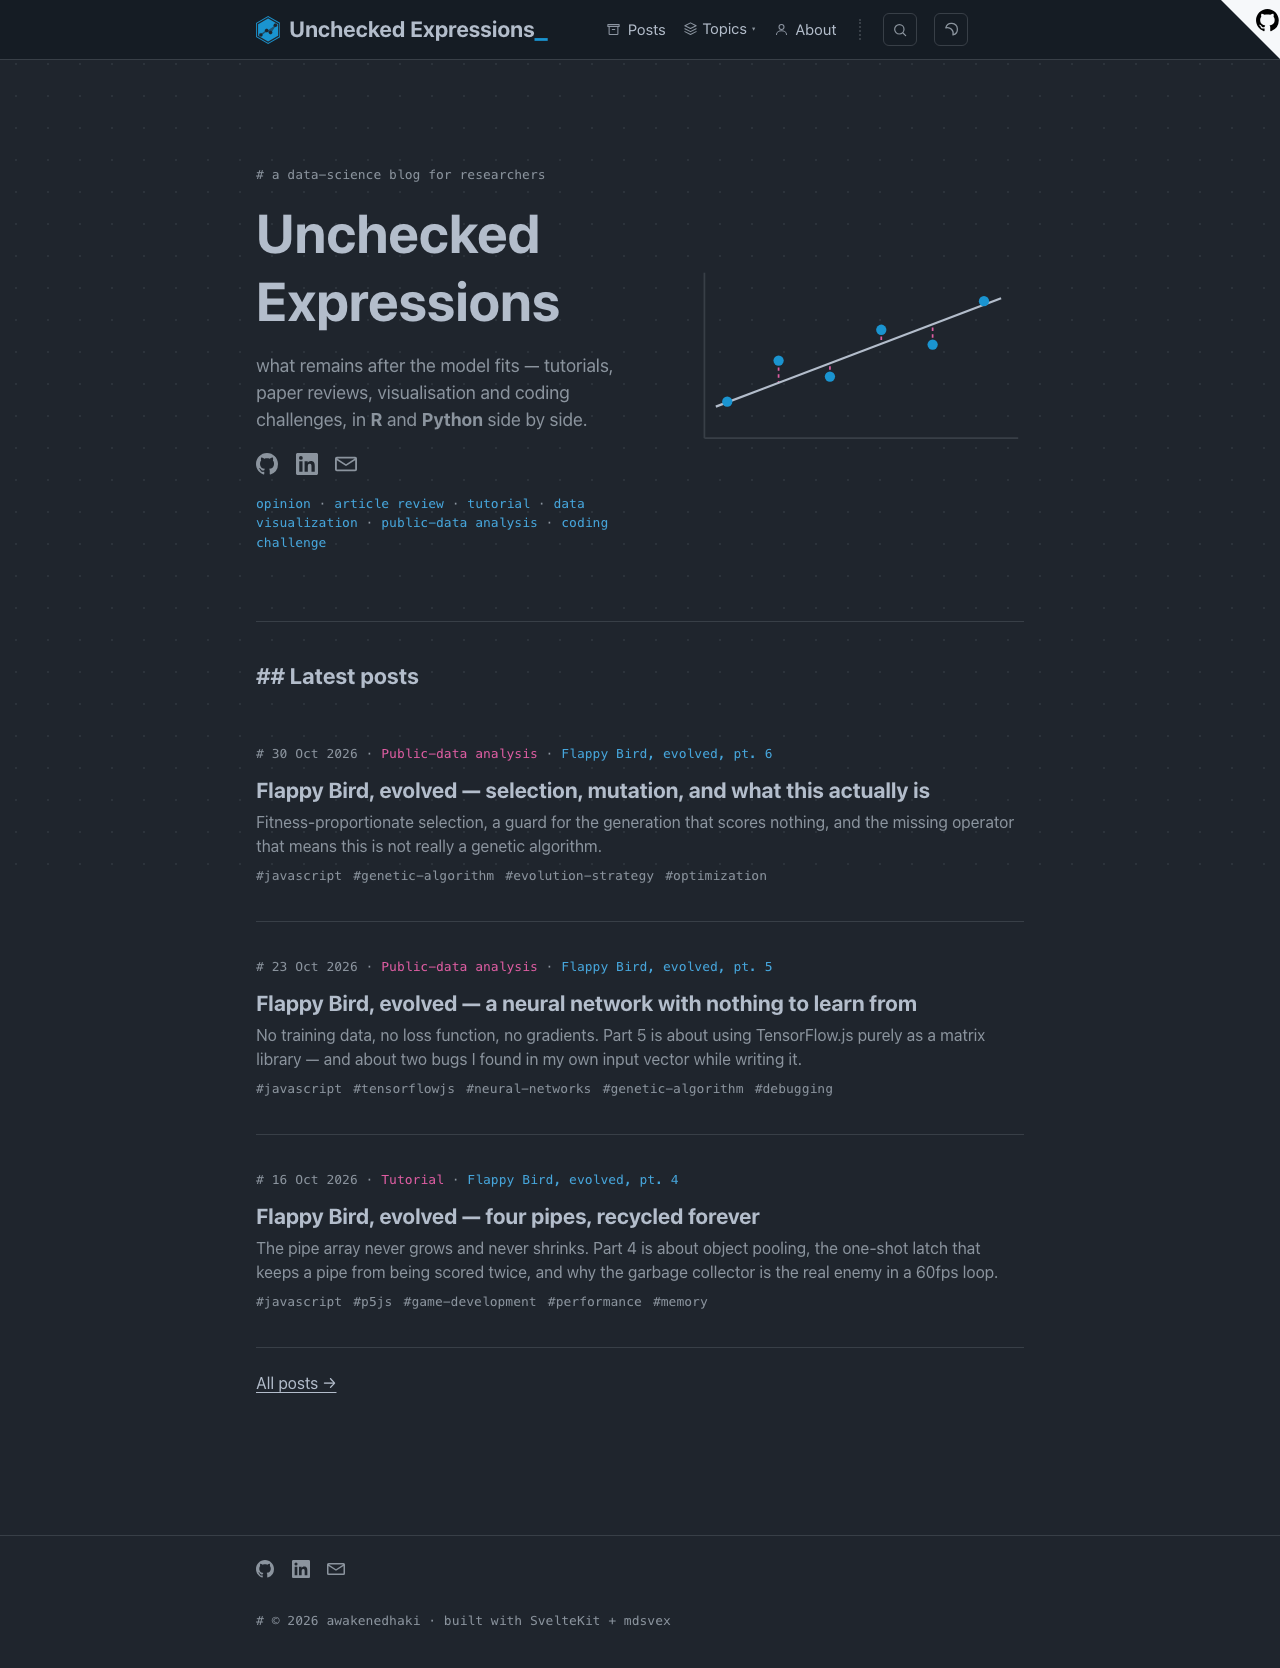 Unchecked Expressions_
Posts
Topics
About
# a data-science blog for researchers
Unchecked
Expressions
what remains after the model fits — tutorials,
paper reviews, visualisation and coding
challenges, in R and Python side by side.
opinion · article review · tutorial · data
visualization · public-data analysis · coding
challenge
## Latest posts
# 30 Oct 2026 · Public-data analysis · Flappy Bird, evolved, pt. 6
Flappy Bird, evolved — selection, mutation, and what this actually is
Fitness-proportionate selection, a guard for the generation that scores nothing, and the missing operator
that means this is not really a genetic algorithm.
#javascript #genetic-algorithm #evolution-strategy #optimization
# 23 Oct 2026 · Public-data analysis · Flappy Bird, evolved, pt. 5
Flappy Bird, evolved — a neural network with nothing to learn from
No training data, no loss function, no gradients. Part 5 is about using TensorFlow.js purely as a matrix
library — and about two bugs I found in my own input vector while writing it.
#javascript #tensorflowjs #neural-networks #genetic-algorithm #debugging
# 16 Oct 2026 · Tutorial · Flappy Bird, evolved, pt. 4
Flappy Bird, evolved — four pipes, recycled forever
The pipe array never grows and never shrinks. Part 4 is about object pooling, the one-shot latch that
keeps a pipe from being scored twice, and why the garbage collector is the real enemy in a 60fps loop.
#javascript #p5js #game-development #performance #memory
All posts →
# © 2026 awakenedhaki · built with SvelteKit + mdsvex